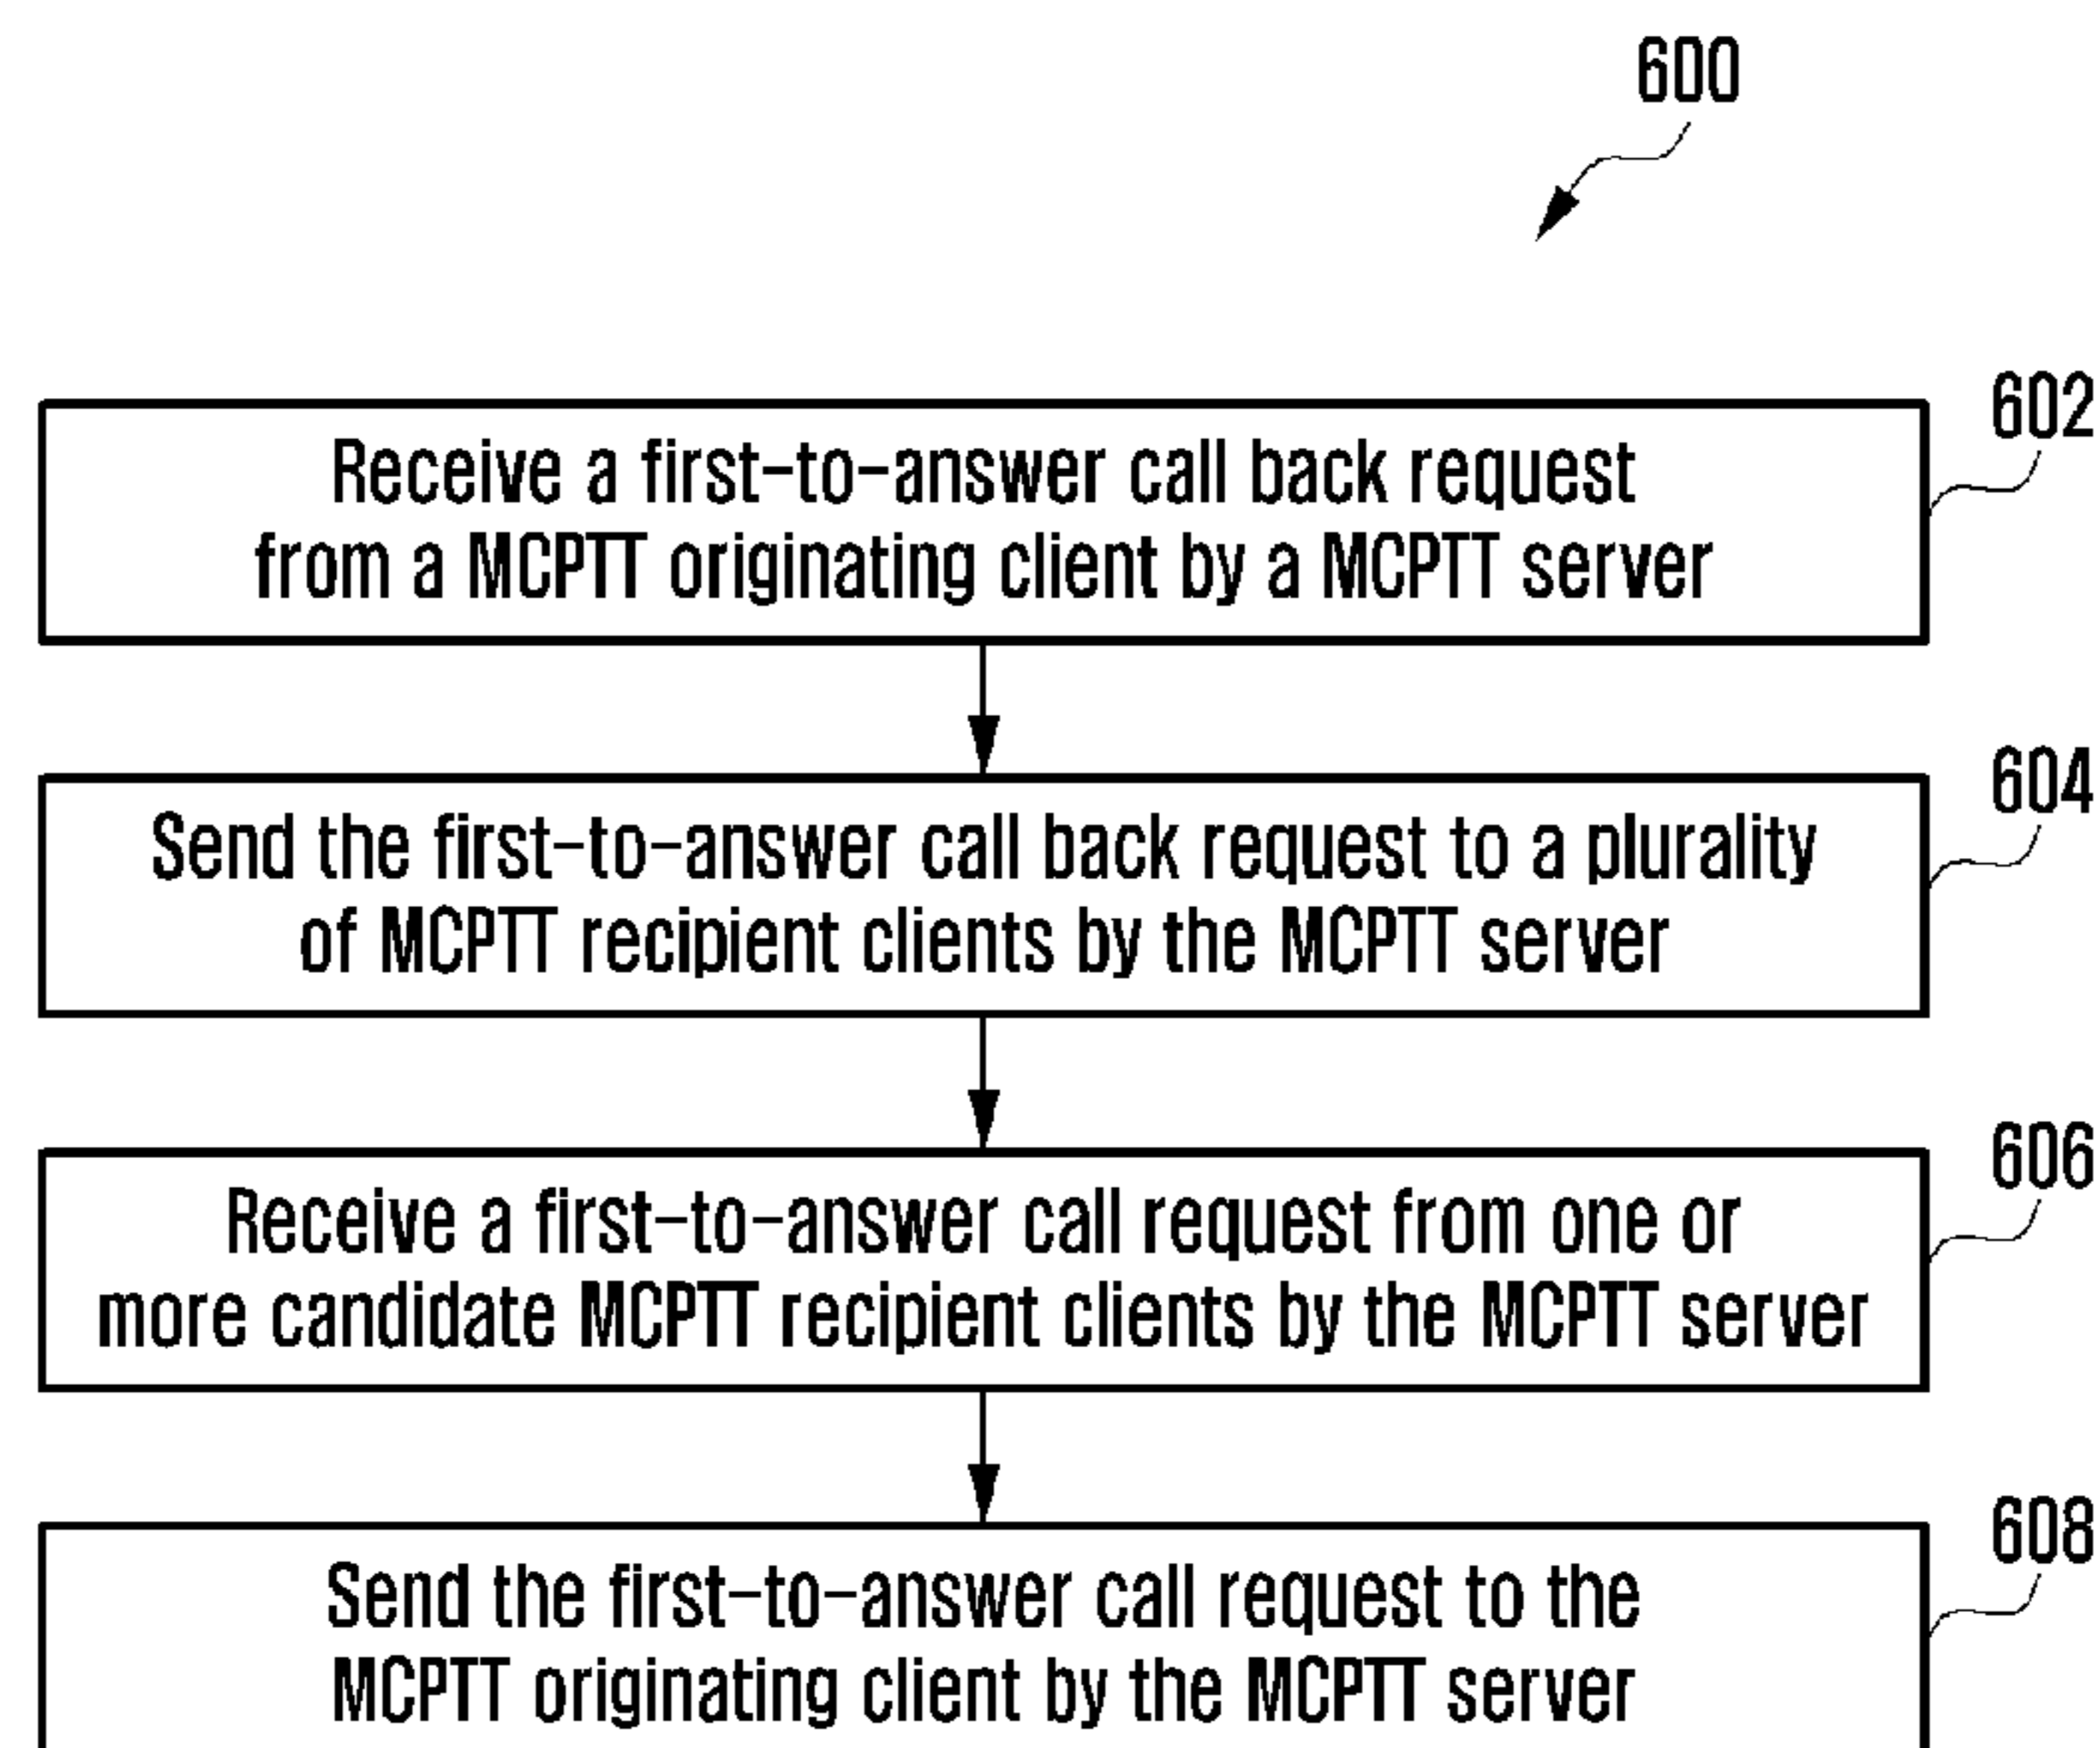 600
602
Receive a first-to-answer call back request
from a MCPTT originating client by a MCPTT server
604
Send the first-to-answer call back request to a plurality
of MCPTT recipient clients by the MCPTT server
606
Receive a first-to-answer call request from one or
more candidate MCPTT recipient clients by the MCPTT server
608
Send the first-to-answer call request to the
MCPTT originating client by the MCPTT server